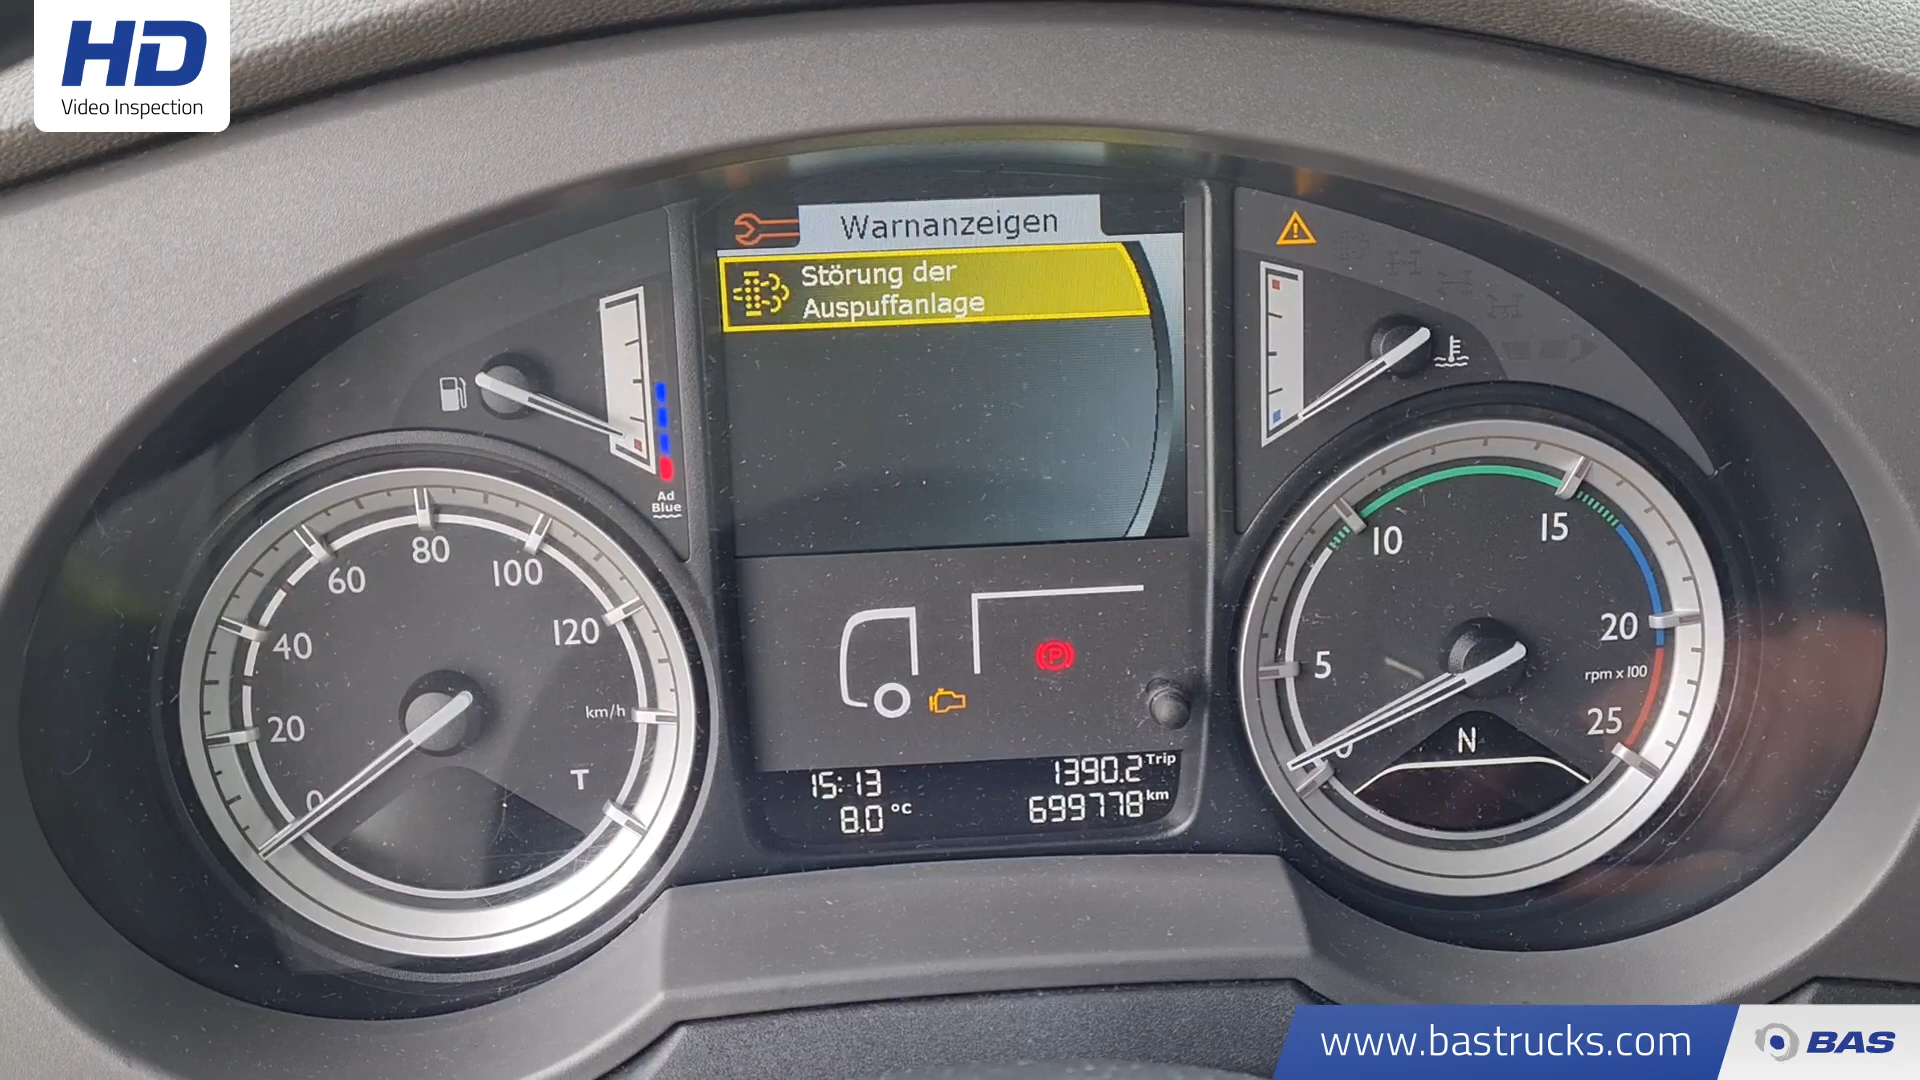 HD
Video Inspection
Warnanzeigen
Störung der
Auspuffanlage
Ad
Blue
0
20
40
60
80
100
120
km/h
T
P
15:13
8.0 °C
1390.2 Trip
699778 km
0
5
10
15
20
25
rpm x 100
N
www.bastrucks.com
BAS